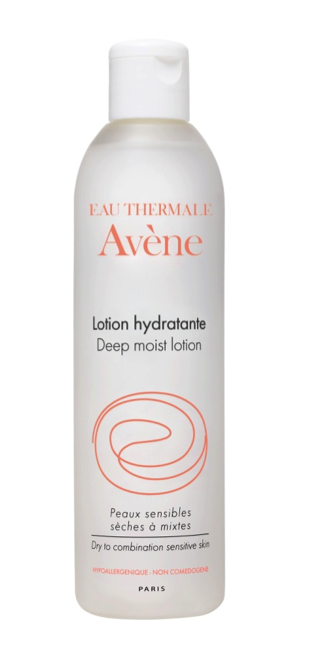 EAU THERMALE
Avène
Lotion hydratante
Deep moist lotion
Peaux sensibles
sèches à mixtes
Dry to combination sensitive skin
HYPOALLERGENIQUE - NON COMEDOGENE
PARIS